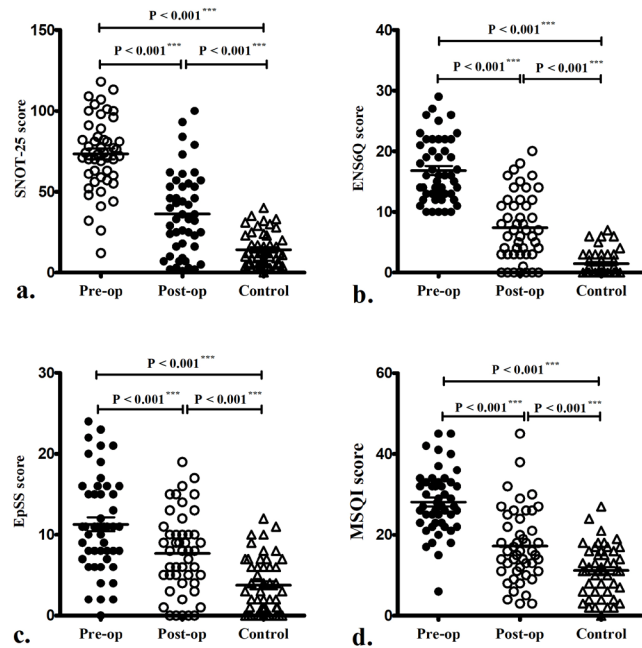 P < 0.001***
P < 0.001*** P < 0.001***
SNOT-25 score
150
100
50
0
Pre-op Post-op Control
a.
P < 0.001***
P < 0.001*** P < 0.001***
ENS6Q score
40
30
20
10
0
Pre-op Post-op Control
b.
P < 0.001***
P < 0.001*** P < 0.001***
EpSS score
30
20
10
0
Pre-op Post-op Control
c.
P < 0.001***
P < 0.001*** P < 0.001***
MSQI score
60
40
20
0
Pre-op Post-op Control
d.